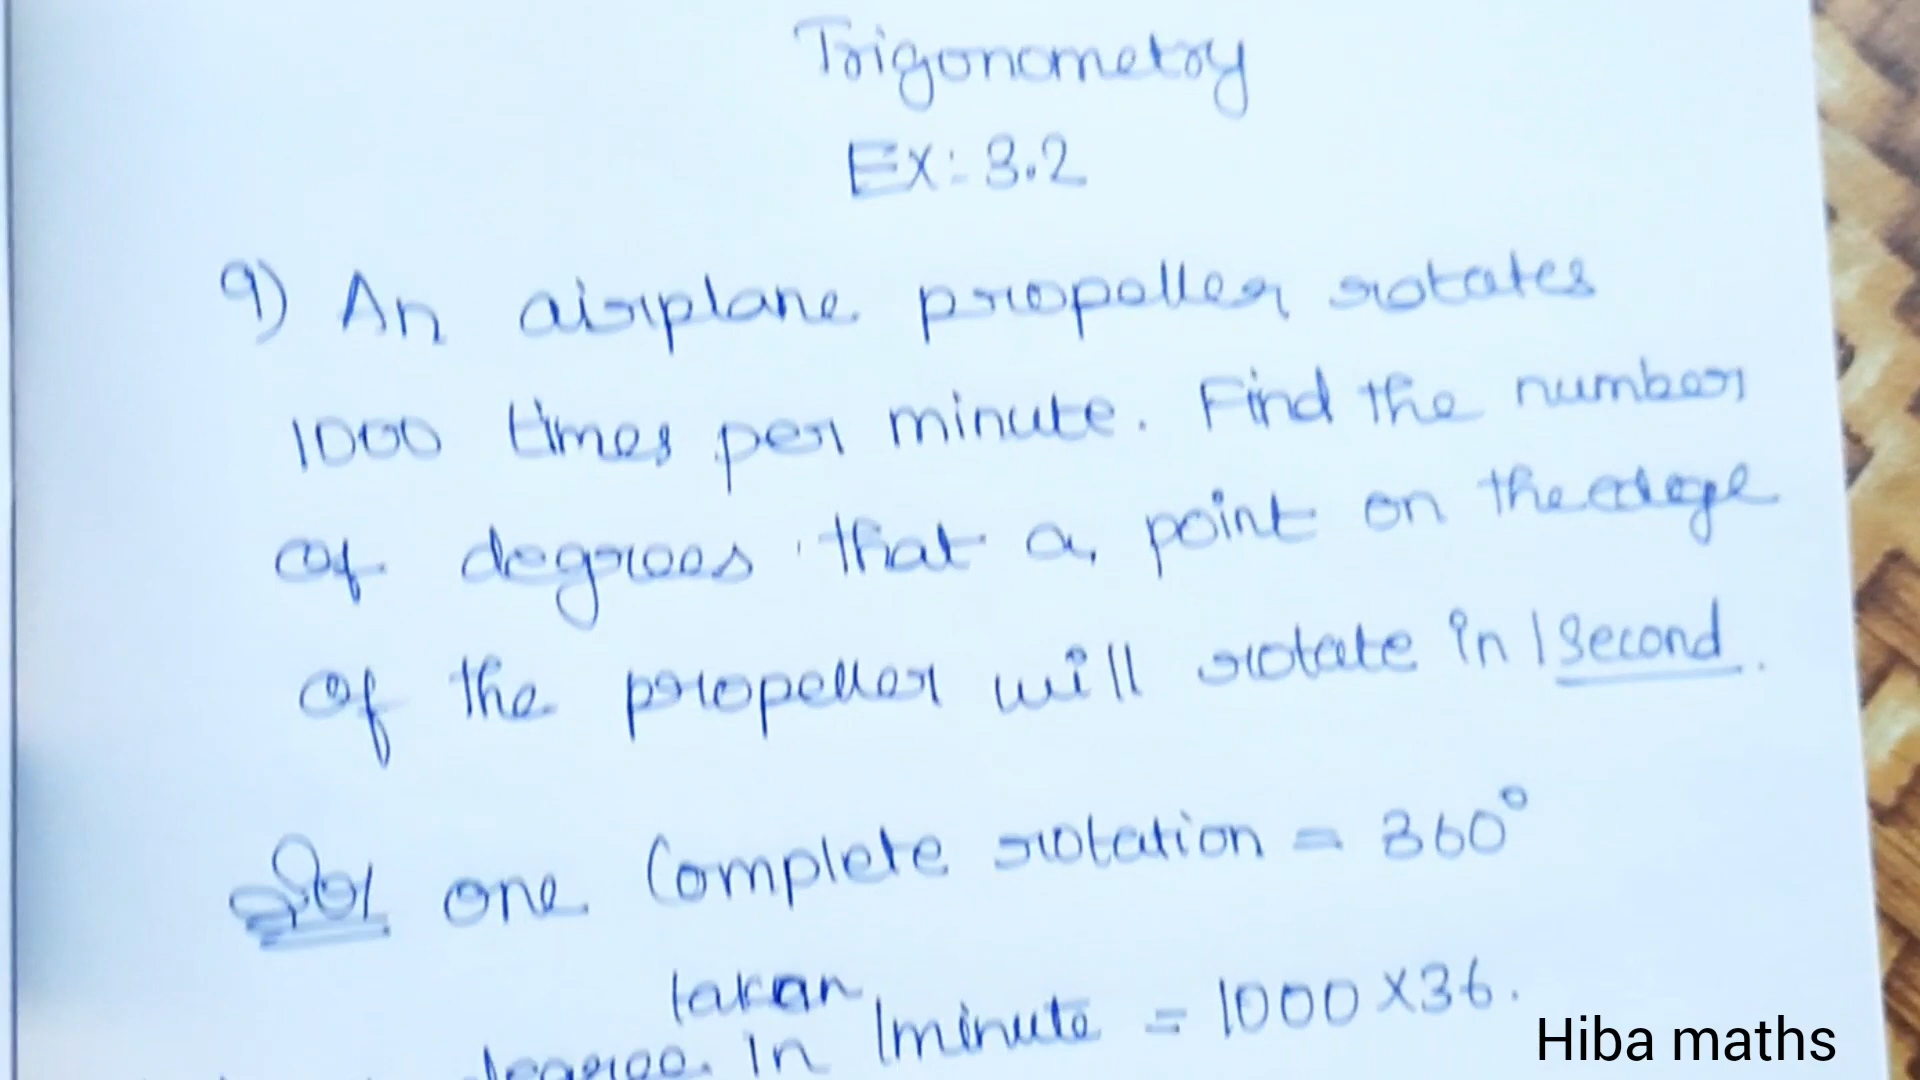 Trigonometry
Ex: 3.2
9) An airplane propeller rotates
1000 times per minute. Find the number
of degrees that a point on the edge
of the propeller will rotate in 1 second.
Sol one Complete rotation = 360°
taken
degree in 1minute = 1000 × 36.
Hiba maths